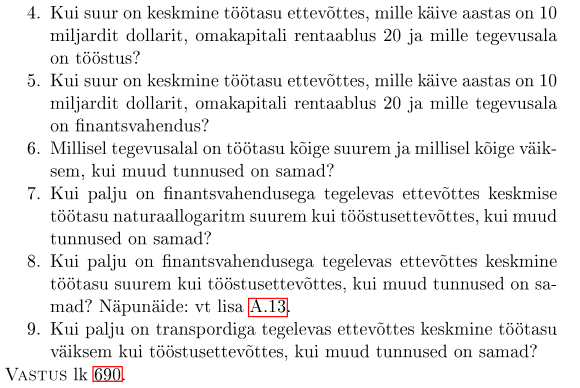 4. Kui suur on keskmine töötasu ettevõttes, mille käive aastas on 10
miljardit dollarit, omakapitali rentaablus 20 ja mille tegevusala
on tööstus?
5. Kui suur on keskmine töötasu ettevõttes, mille käive aastas on 10
miljardit dollarit, omakapitali rentaablus 20 ja mille tegevusala
on finantsvahendus?
6. Millisel tegevusalal on töötasu kõige suurem ja millisel kõige väik-
sem, kui muud tunnused on samad?
7. Kui palju on finantsvahendusega tegelevas ettevõttes keskmise
töötasu naturaallogaritm suurem kui tööstusettevõttes, kui muud
tunnused on samad?
8. Kui palju on finantsvahendusega tegelevas ettevõttes keskmine
töötasu suurem kui tööstusettevõttes, kui muud tunnused on sa-
mad? Näpunäide: vt lisa A.13.
9. Kui palju on transpordiga tegelevas ettevõttes keskmine töötasu
väiksem kui tööstusettevõttes, kui muud tunnused on samad?
VASTUS lk 690.